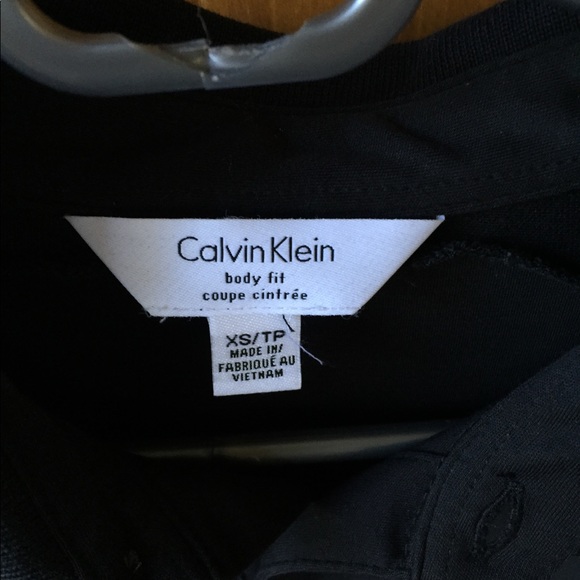 Calvin Klein
body fit
coupe cintrée
XS/TP
MADE IN/
FABRIQUÉ AU
VIETNAM